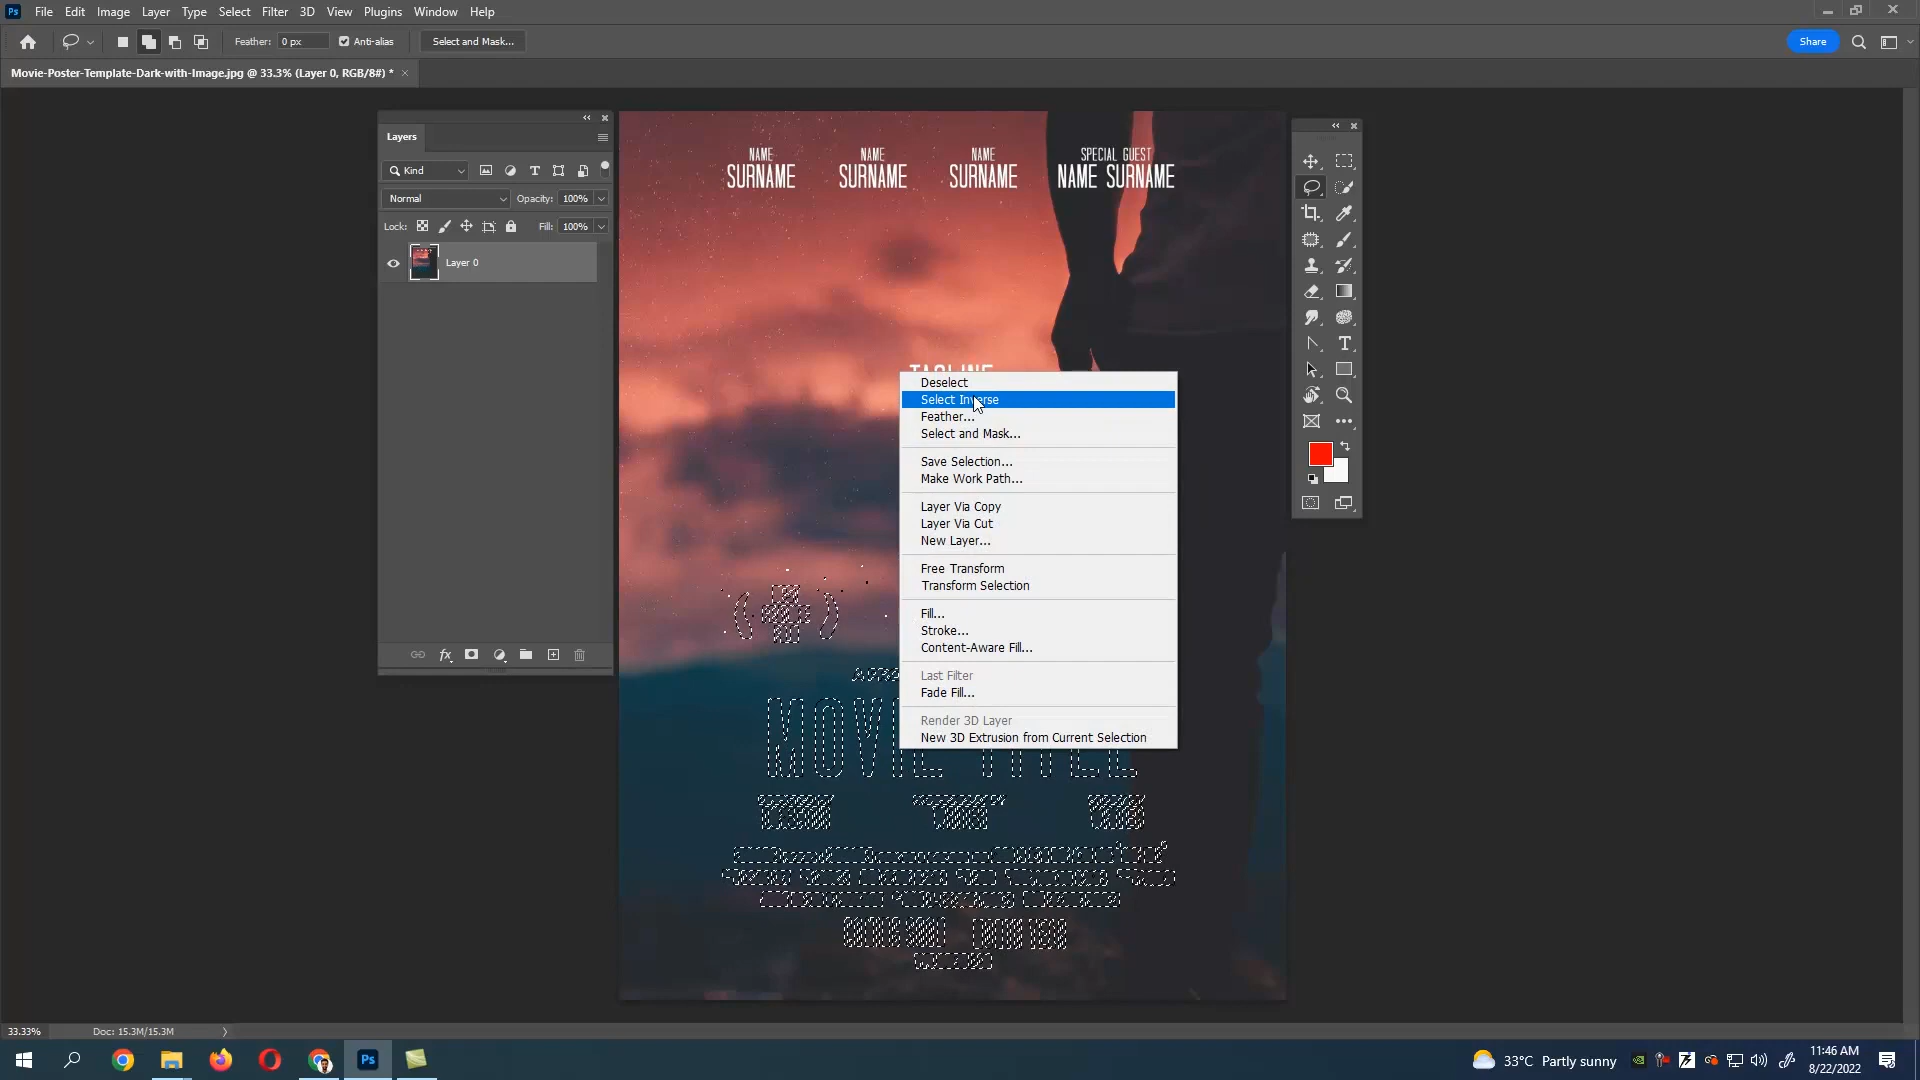 Ps File Edit Image Layer Type Select Filter 3D View Plugins Window Help
Feather: 0 px Anti-alias Select and Mask... Share
Movie-Poster-Template-Dark-with-Image.jpg @ 33.3% (Layer 0, RGB/8#) * ×
Layers
Kind
Normal Opacity: 100%
Lock: Fill: 100%
Layer 0
fx
NAME NAME NAME SPECIAL GUEST
SURNAME SURNAME SURNAME NAME SURNAME
TAGLINE
Deselect
Select Inverse
Feather...
Select and Mask...
Save Selection...
Make Work Path...
Layer Via Copy
Layer Via Cut
New Layer...
Free Transform
Transform Selection
Fill...
Stroke...
Content-Aware Fill...
Last Filter
Fade Fill...
Render 3D Layer
New 3D Extrusion from Current Selection
MOVIE TITLE
33.33% Doc: 15.3M/15.3M
Ps 33°C Partly sunny 11:46 AM
8/22/2022